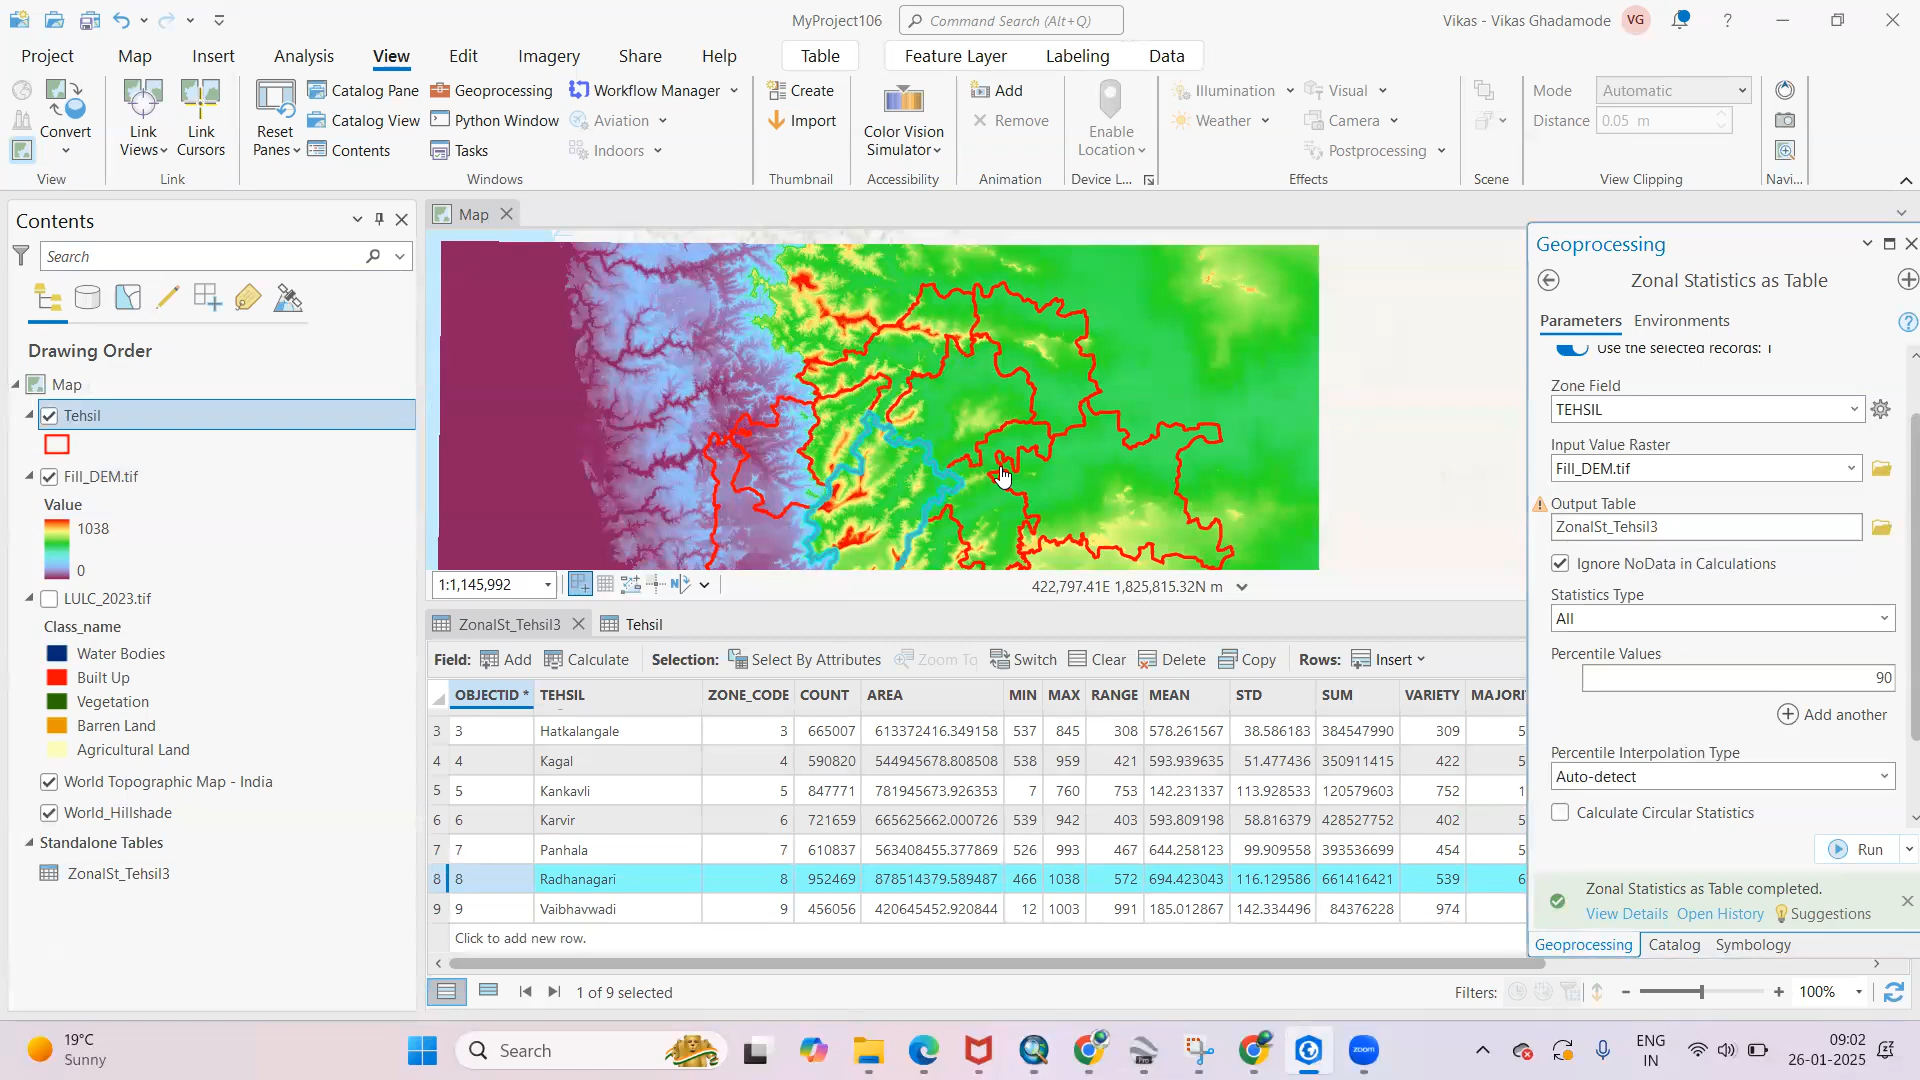 MyProject106
Command Search (Alt+Q)
Vikas - Vikas Ghadamode
VG
?
Project
Map
Insert
Analysis
View
Edit
Imagery
Share
Help
Table
Feature Layer
Labeling
Data
Convert
Link Views
Link Cursors
Reset Panes
Catalog Pane
Catalog View
Contents
Geoprocessing
Python Window
Tasks
Workflow Manager
Aviation
Indoors
Create
Import
Color Vision Simulator
Add
Remove
Enable Location
Illumination
Weather
Visual
Camera
Postprocessing
Mode
Automatic
Distance
0.05 m
View
Link
Windows
Thumbnail
Accessibility
Animation
Device L...
Effects
Scene
View Clipping
Navi...
Contents
Search
Drawing Order
Map
Tehsil
Fill_DEM.tif
Value
1038
0
LULC_2023.tif
Class_name
Water Bodies
Built Up
Vegetation
Barren Land
Agricultural Land
World Topographic Map - India
World_Hillshade
Standalone Tables
ZonalSt_Tehsil3
Map
1:1,145,992
422,797.41E 1,825,815.32N m
ZonalSt_Tehsil3
Tehsil
Field: Add Calculate Selection: Select By Attributes Zoom To Switch Clear Delete Copy Rows: Insert
OBJECTID * TEHSIL ZONE_CODE COUNT AREA MIN MAX RANGE MEAN STD SUM VARIETY MAJORI
3 3 Hatkalangale 3 665007 613372416.349158 537 845 308 578.261567 38.586183 384547990 309 5
4 4 Kagal 4 590820 544945678.808508 538 959 421 593.939635 51.477436 350911415 422 5
5 5 Kankavli 5 847771 781945673.926353 7 760 753 142.231337 113.928533 120579603 752 1
6 6 Karvir 6 721659 665625662.000726 539 942 403 593.809198 58.816379 428527752 402 5
7 7 Panhala 7 610837 563408455.377869 526 993 467 644.258123 99.909558 393536699 454 5
8 8 Radhanagari 8 952469 878514379.589487 466 1038 572 694.423043 116.129586 661416421 539 6
9 9 Vaibhavwadi 9 456056 420645452.920844 12 1003 991 185.012867 142.334496 84376228 974
Click to add new row.
1 of 9 selected
Filters:
100%
Geoprocessing
Zonal Statistics as Table
Parameters Environments
?
Use the selected records: 1
Zone Field
TEHSIL
Input Value Raster
Fill_DEM.tif
Output Table
ZonalSt_Tehsil3
Ignore NoData in Calculations
Statistics Type
All
Percentile Values
90
Add another
Percentile Interpolation Type
Auto-detect
Calculate Circular Statistics
Run
Zonal Statistics as Table completed.
View Details Open History Suggestions
Geoprocessing Catalog Symbology
19°C
Sunny
Search
Pro
zoom
ENG
IN
09:02
26-01-2025